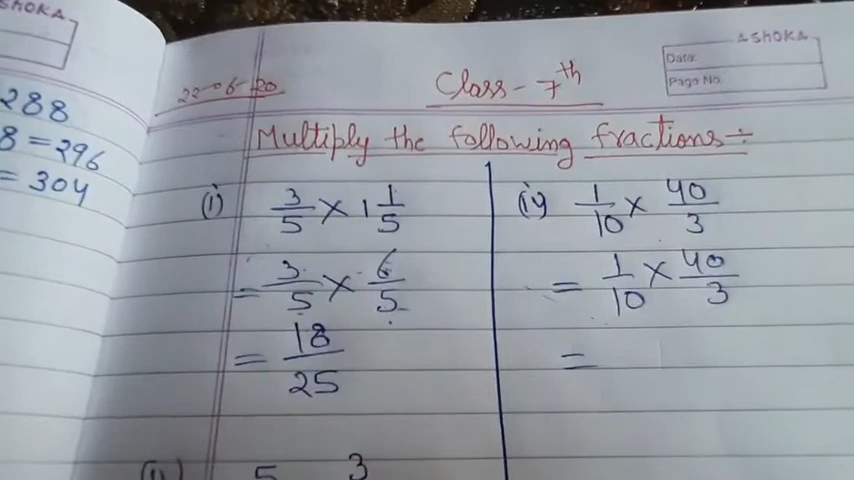 SHOKA
288
8 = 296
= 304
22-06-20
Class - 7th
ASHOKA
Date:
Page No.
Multiply the following fractions :-
(i) 3/5 × 1 1/5
= 3/5 × 6/5
= 18/25
(ii) 5 3
(iv) 1/10 × 40/3
= 1/10 × 40/3
=